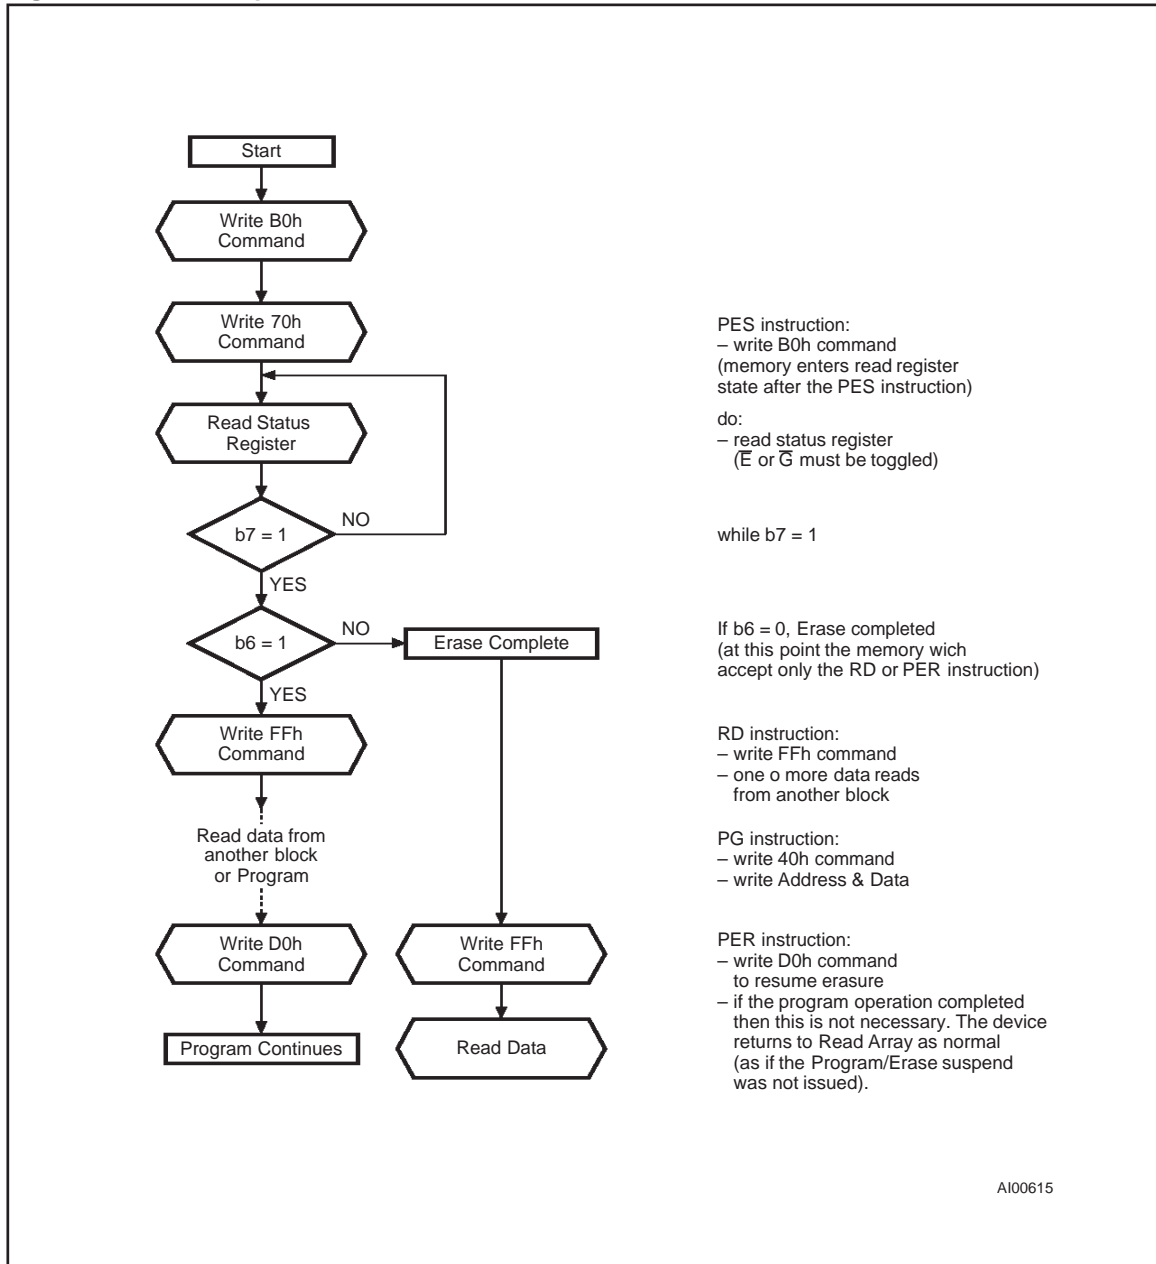 Start
Write B0h
Command
Write 70h
Command
Read Status
Register
b7 = 1
NO
YES
b6 = 1
NO
Erase Complete
YES
Write FFh
Command
Read data from
another block
or Program
Write D0h
Command
Program Continues
Write FFh
Command
Read Data
PES instruction:
– write B0h command
(memory enters read register
state after the PES instruction)
do:
– read status register
(E̅ or G̅ must be toggled)
while b7 = 1
If b6 = 0, Erase completed
(at this point the memory wich
accept only the RD or PER instruction)
RD instruction:
– write FFh command
– one o more data reads
from another block
PG instruction:
– write 40h command
– write Address & Data
PER instruction:
– write D0h command
to resume erasure
– if the program operation completed
then this is not necessary. The device
returns to Read Array as normal
(as if the Program/Erase suspend
was not issued).
AI00615